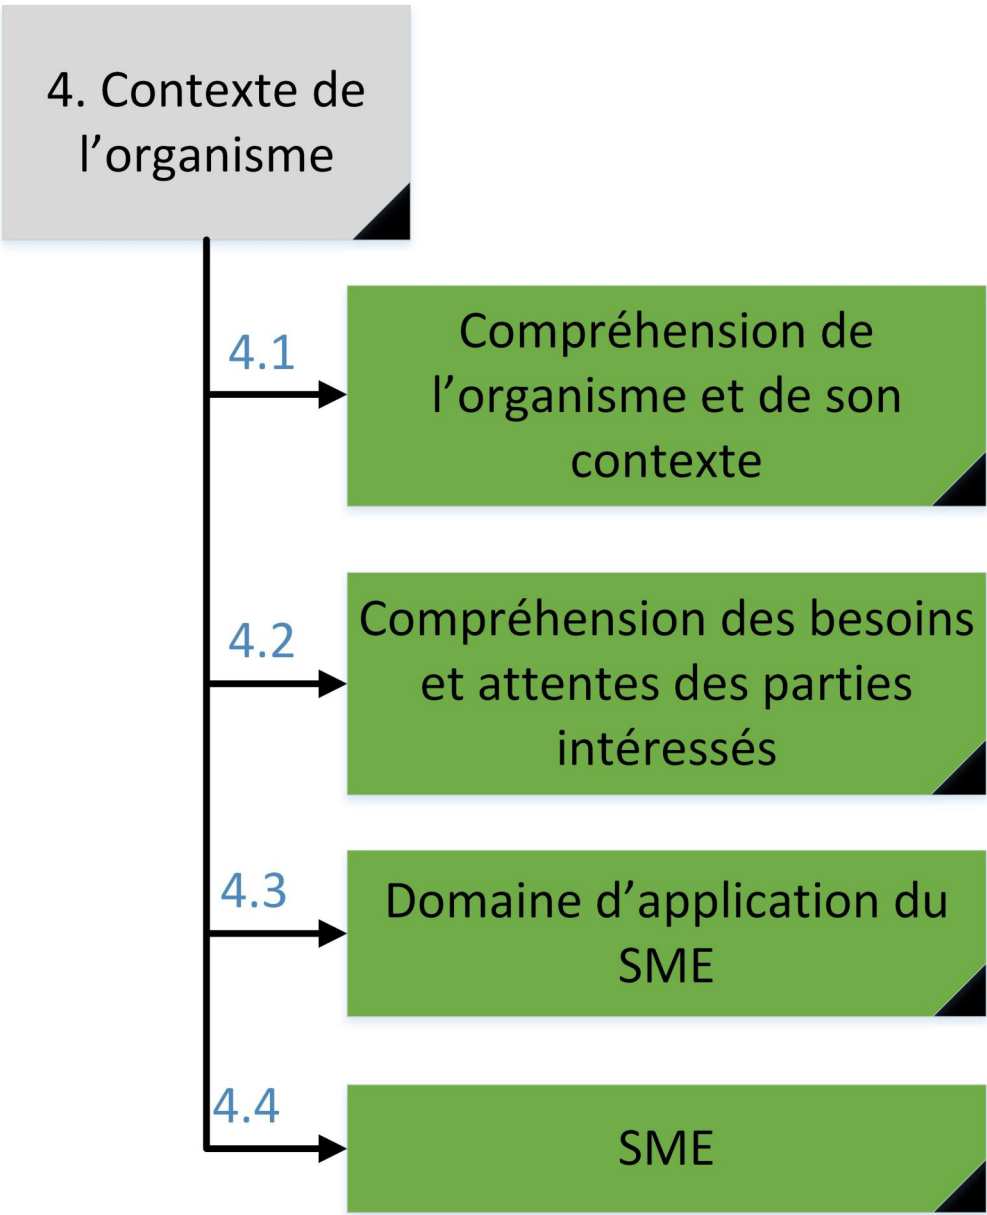 4. Contexte de
l’organisme
4.1
Compréhension de
l’organisme et de son
contexte
4.2
Compréhension des besoins
et attentes des parties
intéressés
4.3
Domaine d’application du
SME
4.4
SME